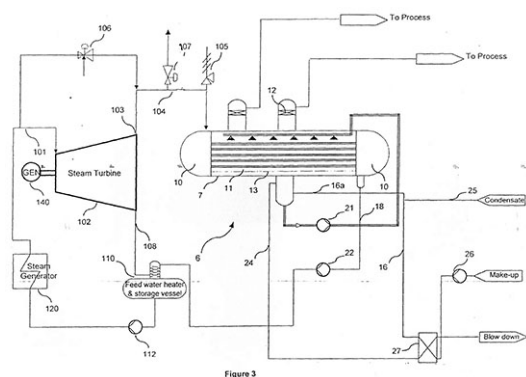 To Process
106
107
105
To Process
12
103
104
101
GEN
Steam Turbine
140
102
10
7
11
13
10
16a
21
18
25
Condensate
108
6
24
22
16
26
Make-up
110
Feed water heater
& storage vessel
Steam
Generator
120
112
27
Blow down
Figure 3